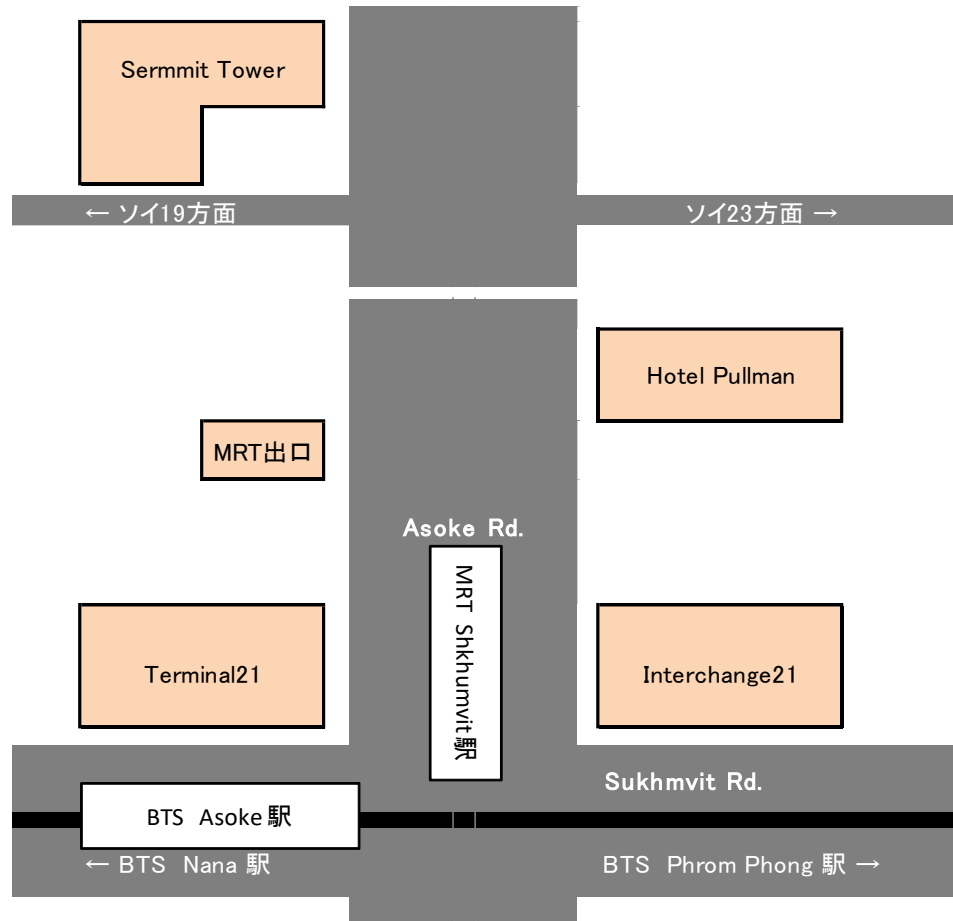 Sermmit Tower
← ソイ19方面
ソイ23方面 →
Hotel Pullman
MRT出口
Asoke Rd.
MRT Shkhumvit駅
Terminal21
Interchange21
Sukhmvit Rd.
BTS Asoke 駅
← BTS Nana 駅
BTS Phrom Phong 駅 →